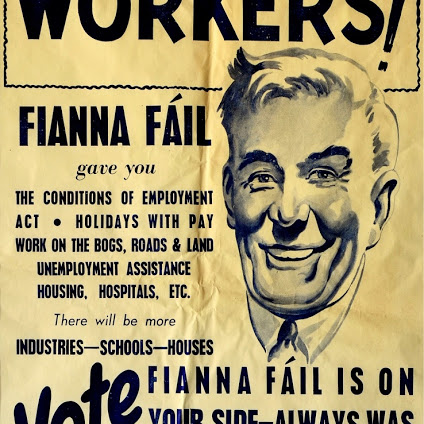 WORKERS!
FIANNA FÁIL
gave you
THE CONDITIONS OF EMPLOYMENT
ACT • HOLIDAYS WITH PAY
WORK ON THE BOGS, ROADS & LAND
UNEMPLOYMENT ASSISTANCE
HOUSING, HOSPITALS, ETC.
There will be more
INDUSTRIES—SCHOOLS—HOUSES
Vote FIANNA FÁIL IS ON
YOUR SIDE—ALWAYS WAS